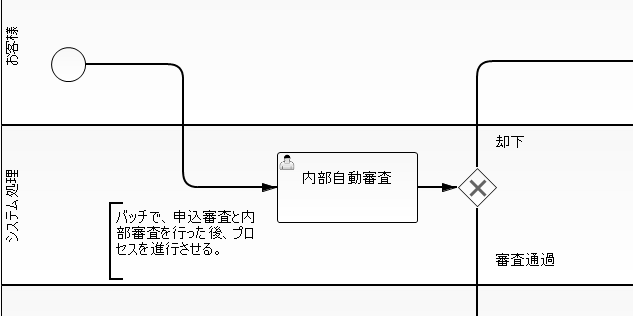 お客様
システム処理
内部自動審査
却下
バッチで、申込審査と内
部審査を行った後、プロ
セスを進行させる。
審査通過